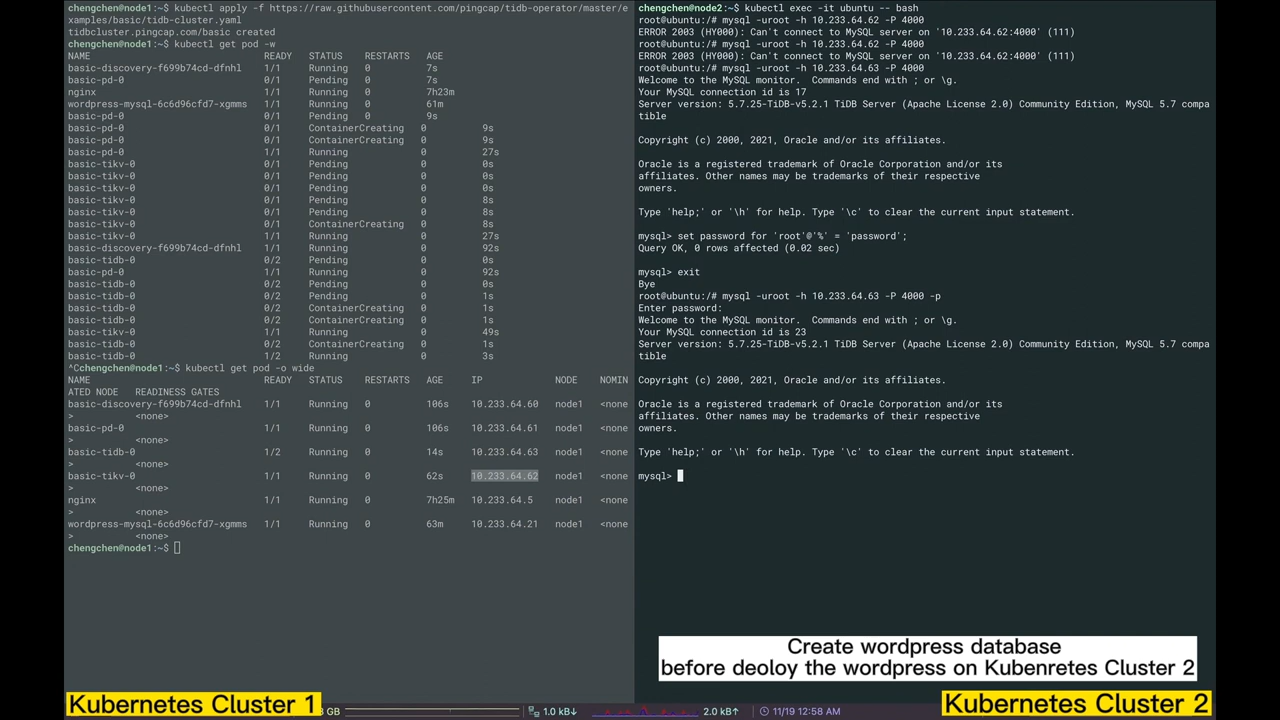 chengchen@node1:~$ kubectl apply -f https://raw.githubusercontent.com/pingcap/tidb-operator/master/e
xamples/basic/tidb-cluster.yaml
tidbcluster.pingcap.com/basic created
chengchen@node1:~$ kubectl get pod -w
NAME READY STATUS RESTARTS AGE
basic-discovery-f699b74cd-dfnhl 1/1 Running 0 7s
basic-pd-0 0/1 Pending 0 7s
nginx 1/1 Running 0 7h23m
wordpress-mysql-6c6d96cfd7-xgmms 1/1 Running 0 61m
basic-pd-0 0/1 Pending 0 9s
basic-pd-0 0/1 ContainerCreating 0 9s
basic-pd-0 0/1 ContainerCreating 0 9s
basic-pd-0 1/1 Running 0 27s
basic-tikv-0 0/1 Pending 0 0s
basic-tikv-0 0/1 Pending 0 0s
basic-tikv-0 0/1 Pending 0 0s
basic-tikv-0 0/1 Pending 0 8s
basic-tikv-0 0/1 Pending 0 8s
basic-tikv-0 0/1 ContainerCreating 0 8s
basic-tikv-0 1/1 Running 0 27s
basic-discovery-f699b74cd-dfnhl 1/1 Running 0 92s
basic-tidb-0 0/2 Pending 0 0s
basic-pd-0 1/1 Running 0 92s
basic-tidb-0 0/2 Pending 0 0s
basic-tidb-0 0/2 Pending 0 1s
basic-tidb-0 0/2 ContainerCreating 0 1s
basic-tidb-0 0/2 ContainerCreating 0 1s
basic-tikv-0 1/1 Running 0 49s
basic-tidb-0 1/2 Running 0 3s
^Cchengchen@node1:~$ kubectl get pod -o wide
NAME READY STATUS RESTARTS AGE IP NODE NOMIN
ATED NODE READINESS GATES
basic-discovery-f699b74cd-dfnhl 1/1 Running 0 106s 10.233.64.60 node1 <none
> <none>
basic-pd-0 1/1 Running 0 106s 10.233.64.61 node1 <none
> <none>
basic-tidb-0 1/2 Running 0 14s 10.233.64.63 node1 <none
> <none>
basic-tikv-0 1/1 Running 0 62s 10.233.64.62 node1 <none
> <none>
nginx 1/1 Running 0 7h25m 10.233.64.5 node1 <none
> <none>
wordpress-mysql-6c6d96cfd7-xgmms 1/1 Running 0 63m 10.233.64.21 node1 <none
> <none>
chengchen@node1:~$
chengchen@node2:~$ kubectl exec -it ubuntu -- bash
root@ubuntu:/# mysql -uroot -h 10.233.64.62 -P 4000
ERROR 2003 (HY000): Can't connect to MySQL server on '10.233.64.62:4000' (111)
root@ubuntu:/# mysql -uroot -h 10.233.64.62 -P 4000
ERROR 2003 (HY000): Can't connect to MySQL server on '10.233.64.62:4000' (111)
root@ubuntu:/# mysql -uroot -h 10.233.64.63 -P 4000
Welcome to the MySQL monitor.  Commands end with ; or \g.
Your MySQL connection id is 17
Server version: 5.7.25-TiDB-v5.2.1 TiDB Server (Apache License 2.0) Community Edition, MySQL 5.7 compa
tible
Copyright (c) 2000, 2021, Oracle and/or its affiliates.
Oracle is a registered trademark of Oracle Corporation and/or its
affiliates. Other names may be trademarks of their respective
owners.
Type 'help;' or '\h' for help. Type '\c' to clear the current input statement.
mysql> set password for 'root'@'%' = 'password';
Query OK, 0 rows affected (0.02 sec)
mysql> exit
Bye
root@ubuntu:/# mysql -uroot -h 10.233.64.63 -P 4000 -p
Enter password:
Welcome to the MySQL monitor.  Commands end with ; or \g.
Your MySQL connection id is 23
Server version: 5.7.25-TiDB-v5.2.1 TiDB Server (Apache License 2.0) Community Edition, MySQL 5.7 compa
tible
Copyright (c) 2000, 2021, Oracle and/or its affiliates.
Oracle is a registered trademark of Oracle Corporation and/or its
affiliates. Other names may be trademarks of their respective
owners.
Type 'help;' or '\h' for help. Type '\c' to clear the current input statement.
mysql>
Create wordpress database
before deoloy the wordpress on Kubenretes Cluster 2
Kubernetes Cluster 1
GB 1.0 kB↓ 2.0 kB↑ 11/19 12:58 AM
Kubernetes Cluster 2